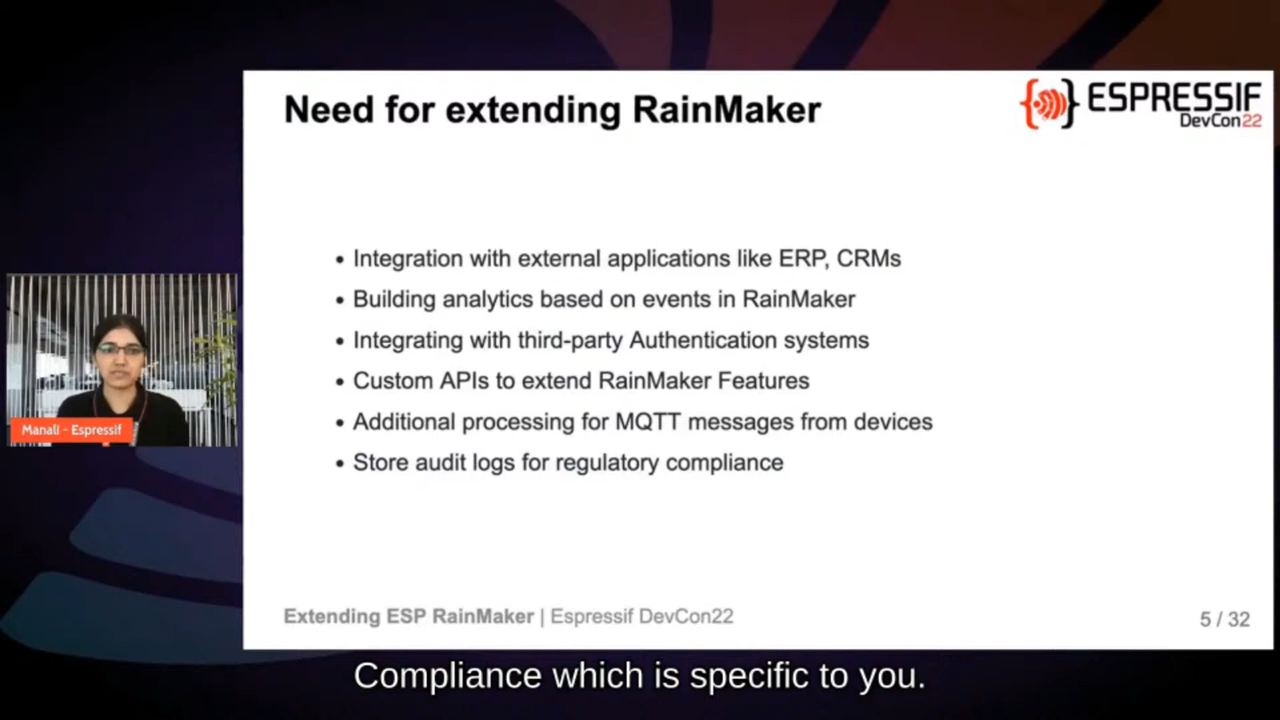 Need for extending RainMaker
ESPRESSIF
DevCon22
• Integration with external applications like ERP, CRMs
• Building analytics based on events in RainMaker
• Integrating with third-party Authentication systems
• Custom APIs to extend RainMaker Features
• Additional processing for MQTT messages from devices
• Store audit logs for regulatory compliance
Manali - Espressif
Extending ESP RainMaker | Espressif DevCon22
5 / 32
Compliance which is specific to you.